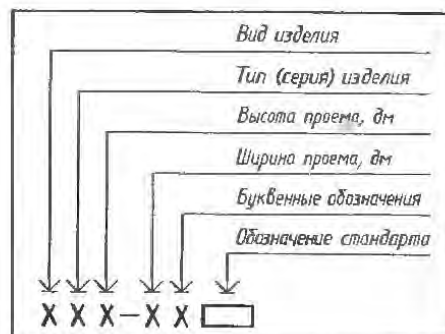 Вид изделия
Тип (серия) изделия
Высота проема, дм
Ширина проема, дм
Буквенные обозначения
Обозначение стандарта
Х Х Х – Х Х